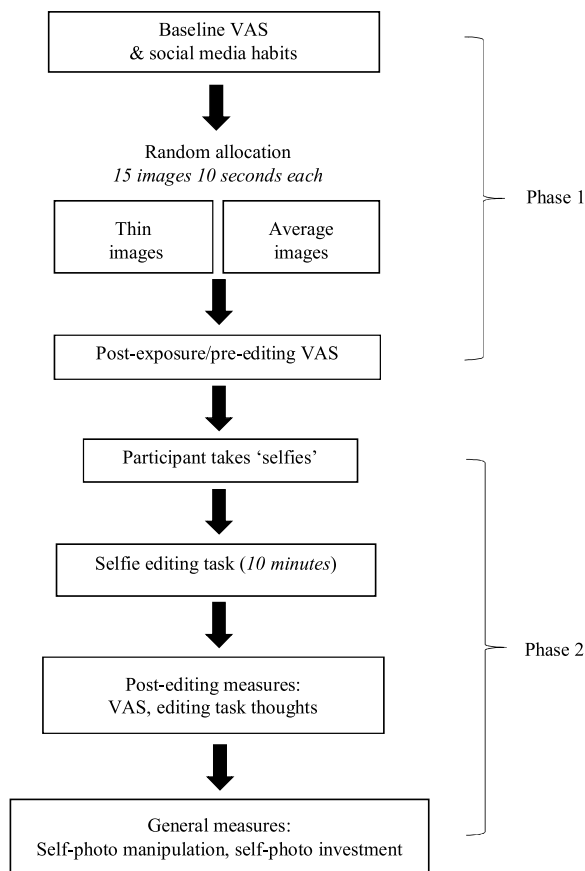 Baseline VAS
& social media habits
Random allocation
15 images 10 seconds each
Thin
images
Average
images
Phase 1
Post-exposure/pre-editing VAS
Participant takes ‘selfies’
Selfie editing task (10 minutes)
Phase 2
Post-editing measures:
VAS, editing task thoughts
General measures:
Self-photo manipulation, self-photo investment